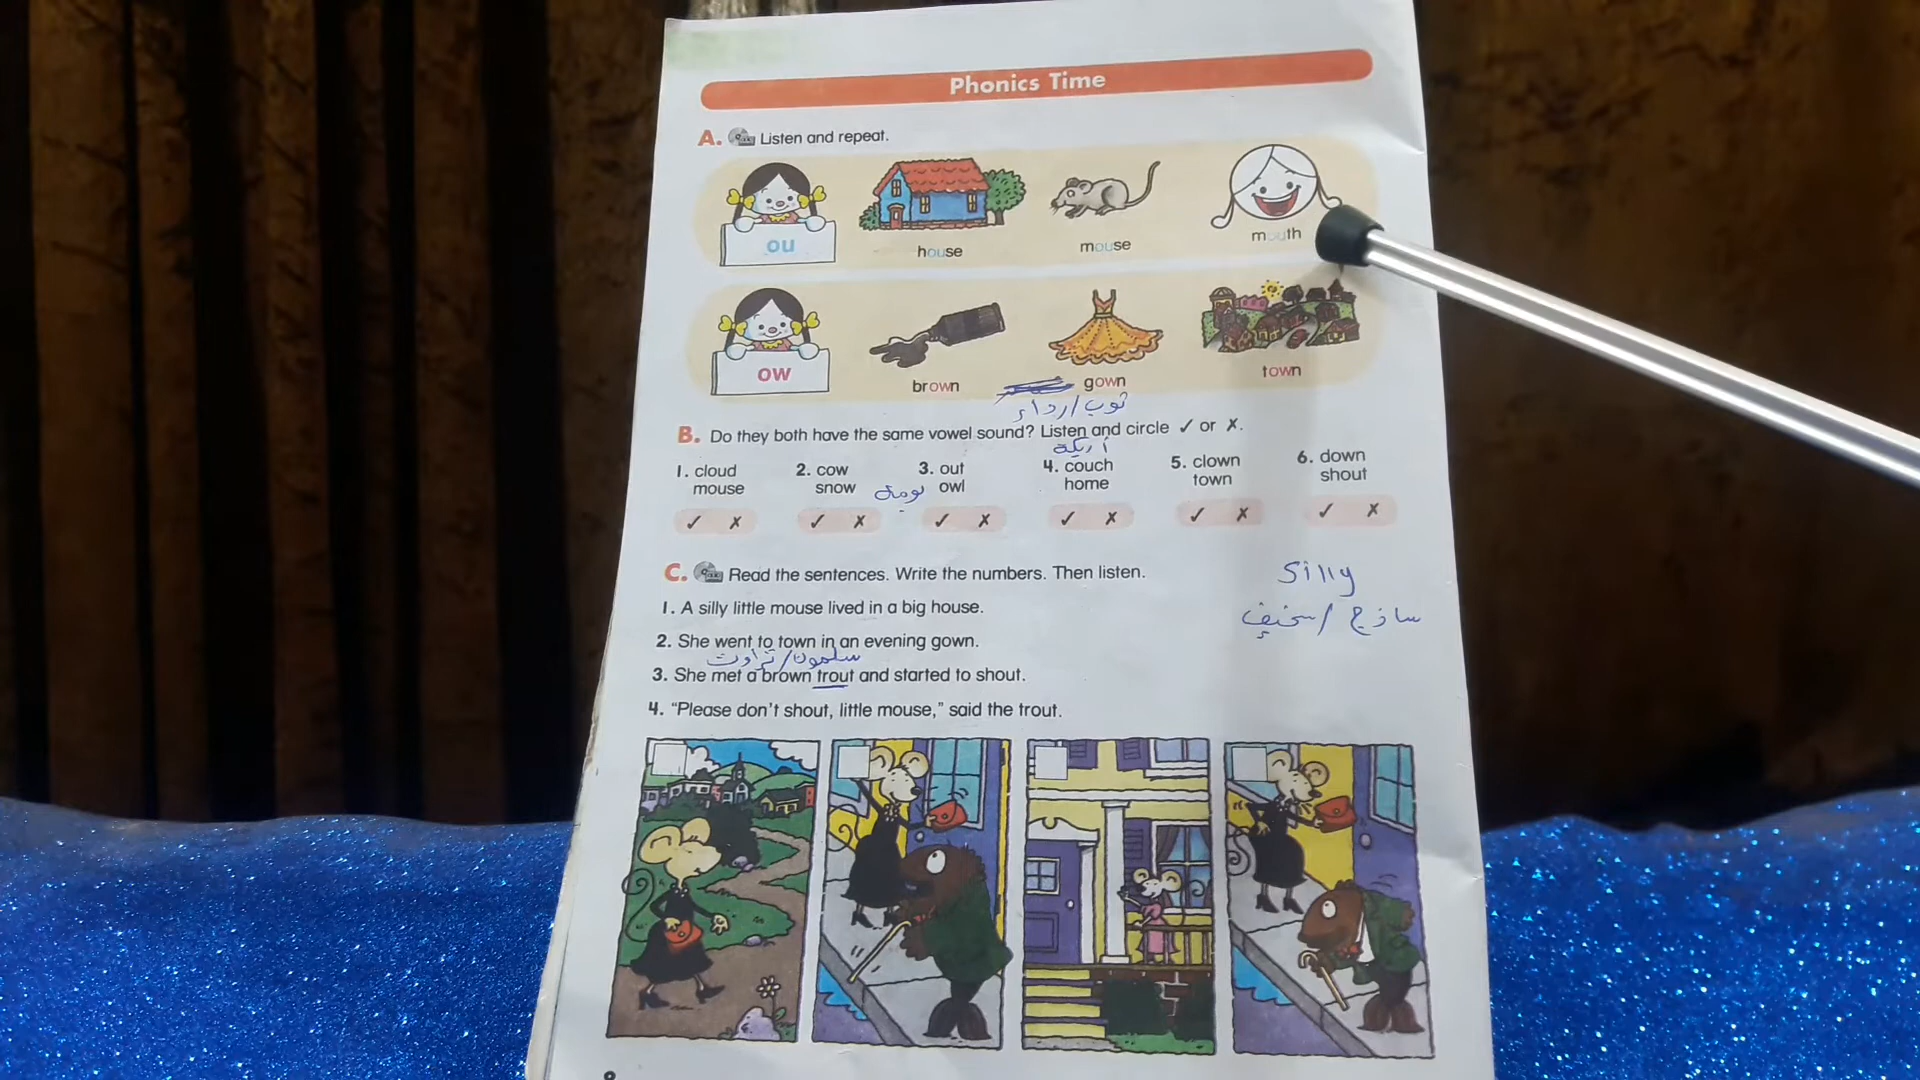 Phonics Time
A. Listen and repeat.
ou
house
mouse
mouth
ow
brown
gown
town
ثوب/رداء
B. Do they both have the same vowel sound? Listen and circle ✓ or ✗.
أريكة
1. cloud
mouse
2. cow
snow
3. out
owl
بومة
4. couch
home
5. clown
town
6. down
shout
✓ ✗ ✓ ✗ ✓ ✗ ✓ ✗ ✓ ✗ ✓ ✗
C. Read the sentences. Write the numbers. Then listen.
silly
ساذج/سخيف
1. A silly little mouse lived in a big house.
2. She went to town in an evening gown.
سلمون/تراوت
3. She met a brown trout and started to shout.
4. “Please don’t shout, little mouse,” said the trout.